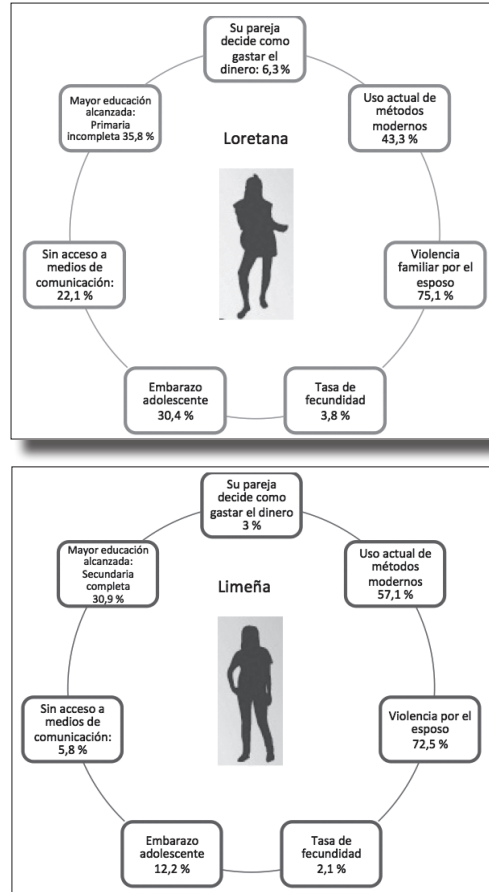 Su pareja
decide como
gastar el
dinero: 6,3 %
Mayor educación
alcanzada:
Primaria
incompleta 35,8 %
Uso actual de
métodos
modernos
43,3 %
Loretana
Sin acceso a
medios de
comunicación:
22,1 %
Violencia
familiar por el
esposo
75,1 %
Embarazo
adolescente
30,4 %
Tasa de
fecundidad
3,8 %
Su pareja
decide como
gastar el dinero
3 %
Mayor educación
alcanzada:
Secundaria
completa
30,9 %
Uso actual de
métodos
modernos
57,1 %
Limeña
Sin acceso a
medios de
comunicación:
5,8 %
Violencia por el
esposo
72,5 %
Embarazo
adolescente
12,2 %
Tasa de
fecundidad
2,1 %